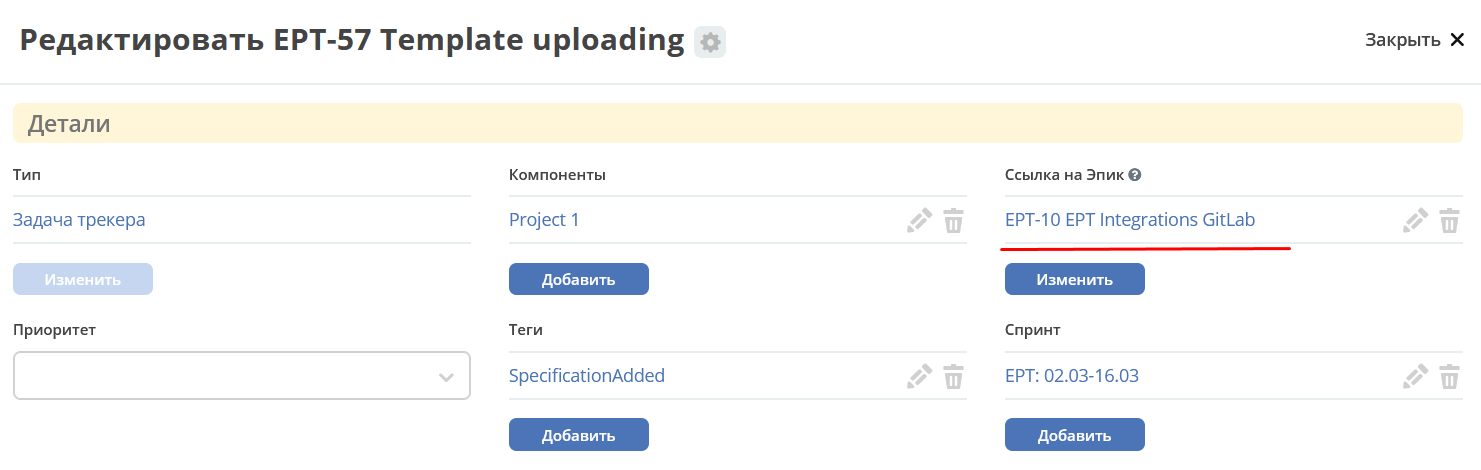 Редактировать EPT-57 Template uploading
Закрыть
Детали
Тип
Компоненты
Ссылка на Эпик
Задача трекера
Project 1
EPT-10 EPT Integrations GitLab
Изменить
Добавить
Изменить
Приоритет
Теги
Спринт
SpecificationAdded
EPT: 02.03-16.03
Добавить
Добавить